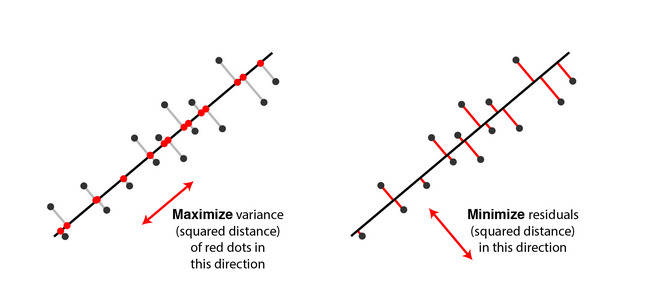 Maximize variance
(squared distance)
of red dots in
this direction
Minimize residuals
(squared distance)
in this direction